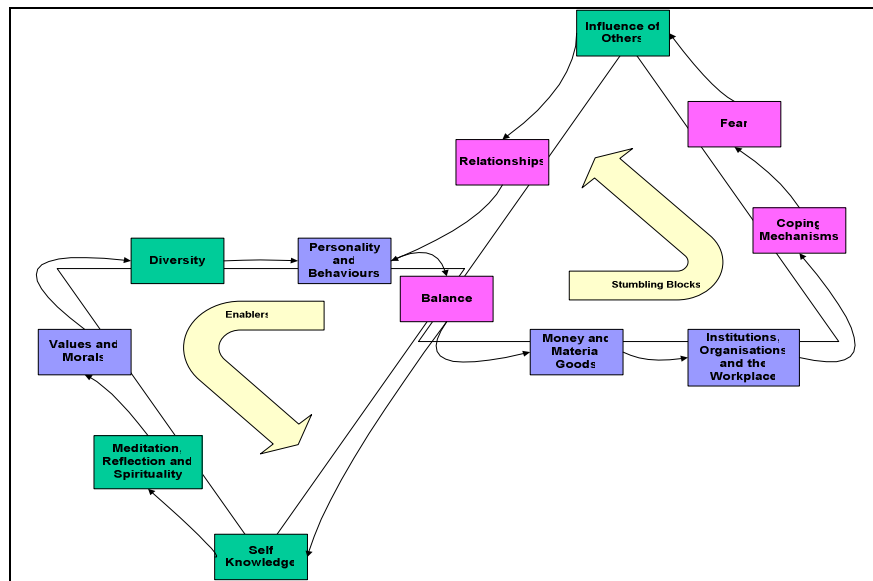 Influence of
Others
Fear
Relationships
Coping
Mechanisms
Diversity
Personality
and
Behaviours
Balance
Stumbling Blocks
Enablers
Values and
Morals
Money and
Materia
Goods
Institutions,
Organisations
and the
Workplace
Meditation,
Reflection and
Spirituality
Self
Knowledge